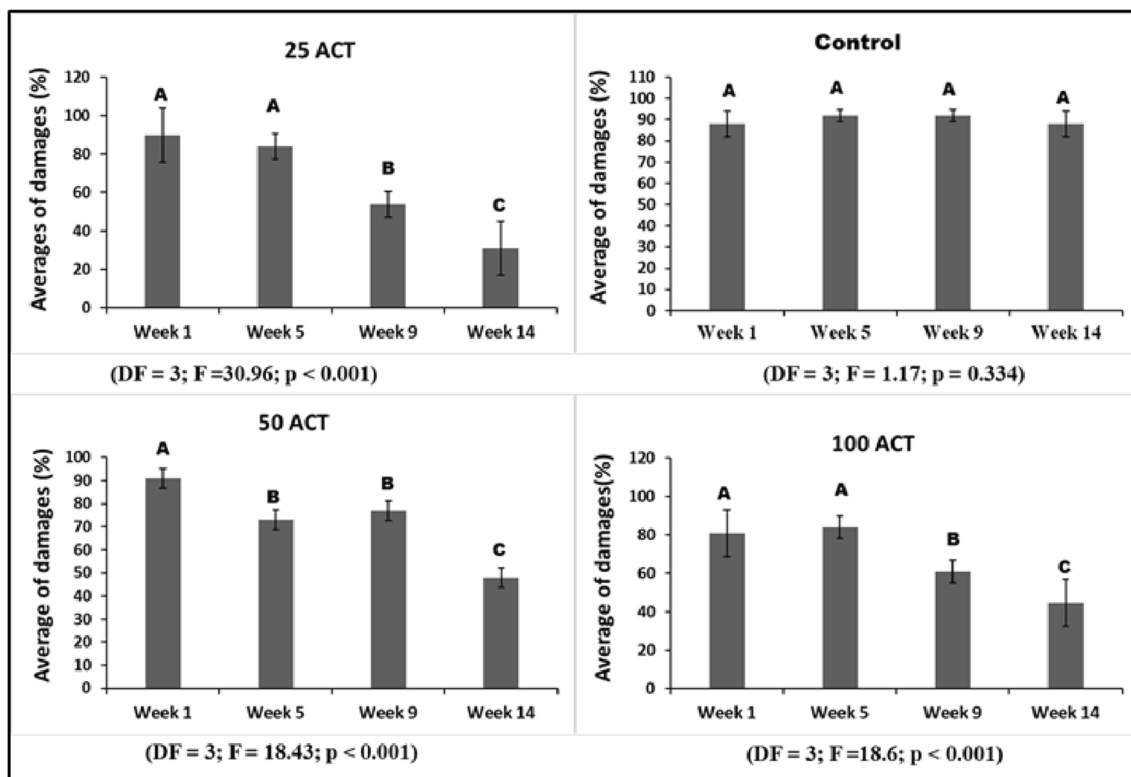 25 ACT
Averages of damages (%)
120
100
80
60
40
20
0
A
A
B
C
Week 1 Week 5 Week 9 Week 14
(DF = 3; F =30.96; p < 0.001)
Control
Average of damages (%)
110
100
90
80
70
60
50
40
30
20
10
0
A
A
A
A
Week 1 Week 5 Week 9 Week 14
(DF = 3; F = 1.17; p = 0.334)
50 ACT
Average of damages (%)
100
90
80
70
60
50
40
30
20
10
0
A
B
B
C
Week 1 Week 5 Week 9 Week 14
(DF = 3; F = 18.43; p < 0.001)
100 ACT
Average of damages(%)
120
100
80
60
40
20
0
A
A
B
C
Week 1 Week 5 Week 9 Week 14
(DF = 3; F =18.6; p < 0.001)